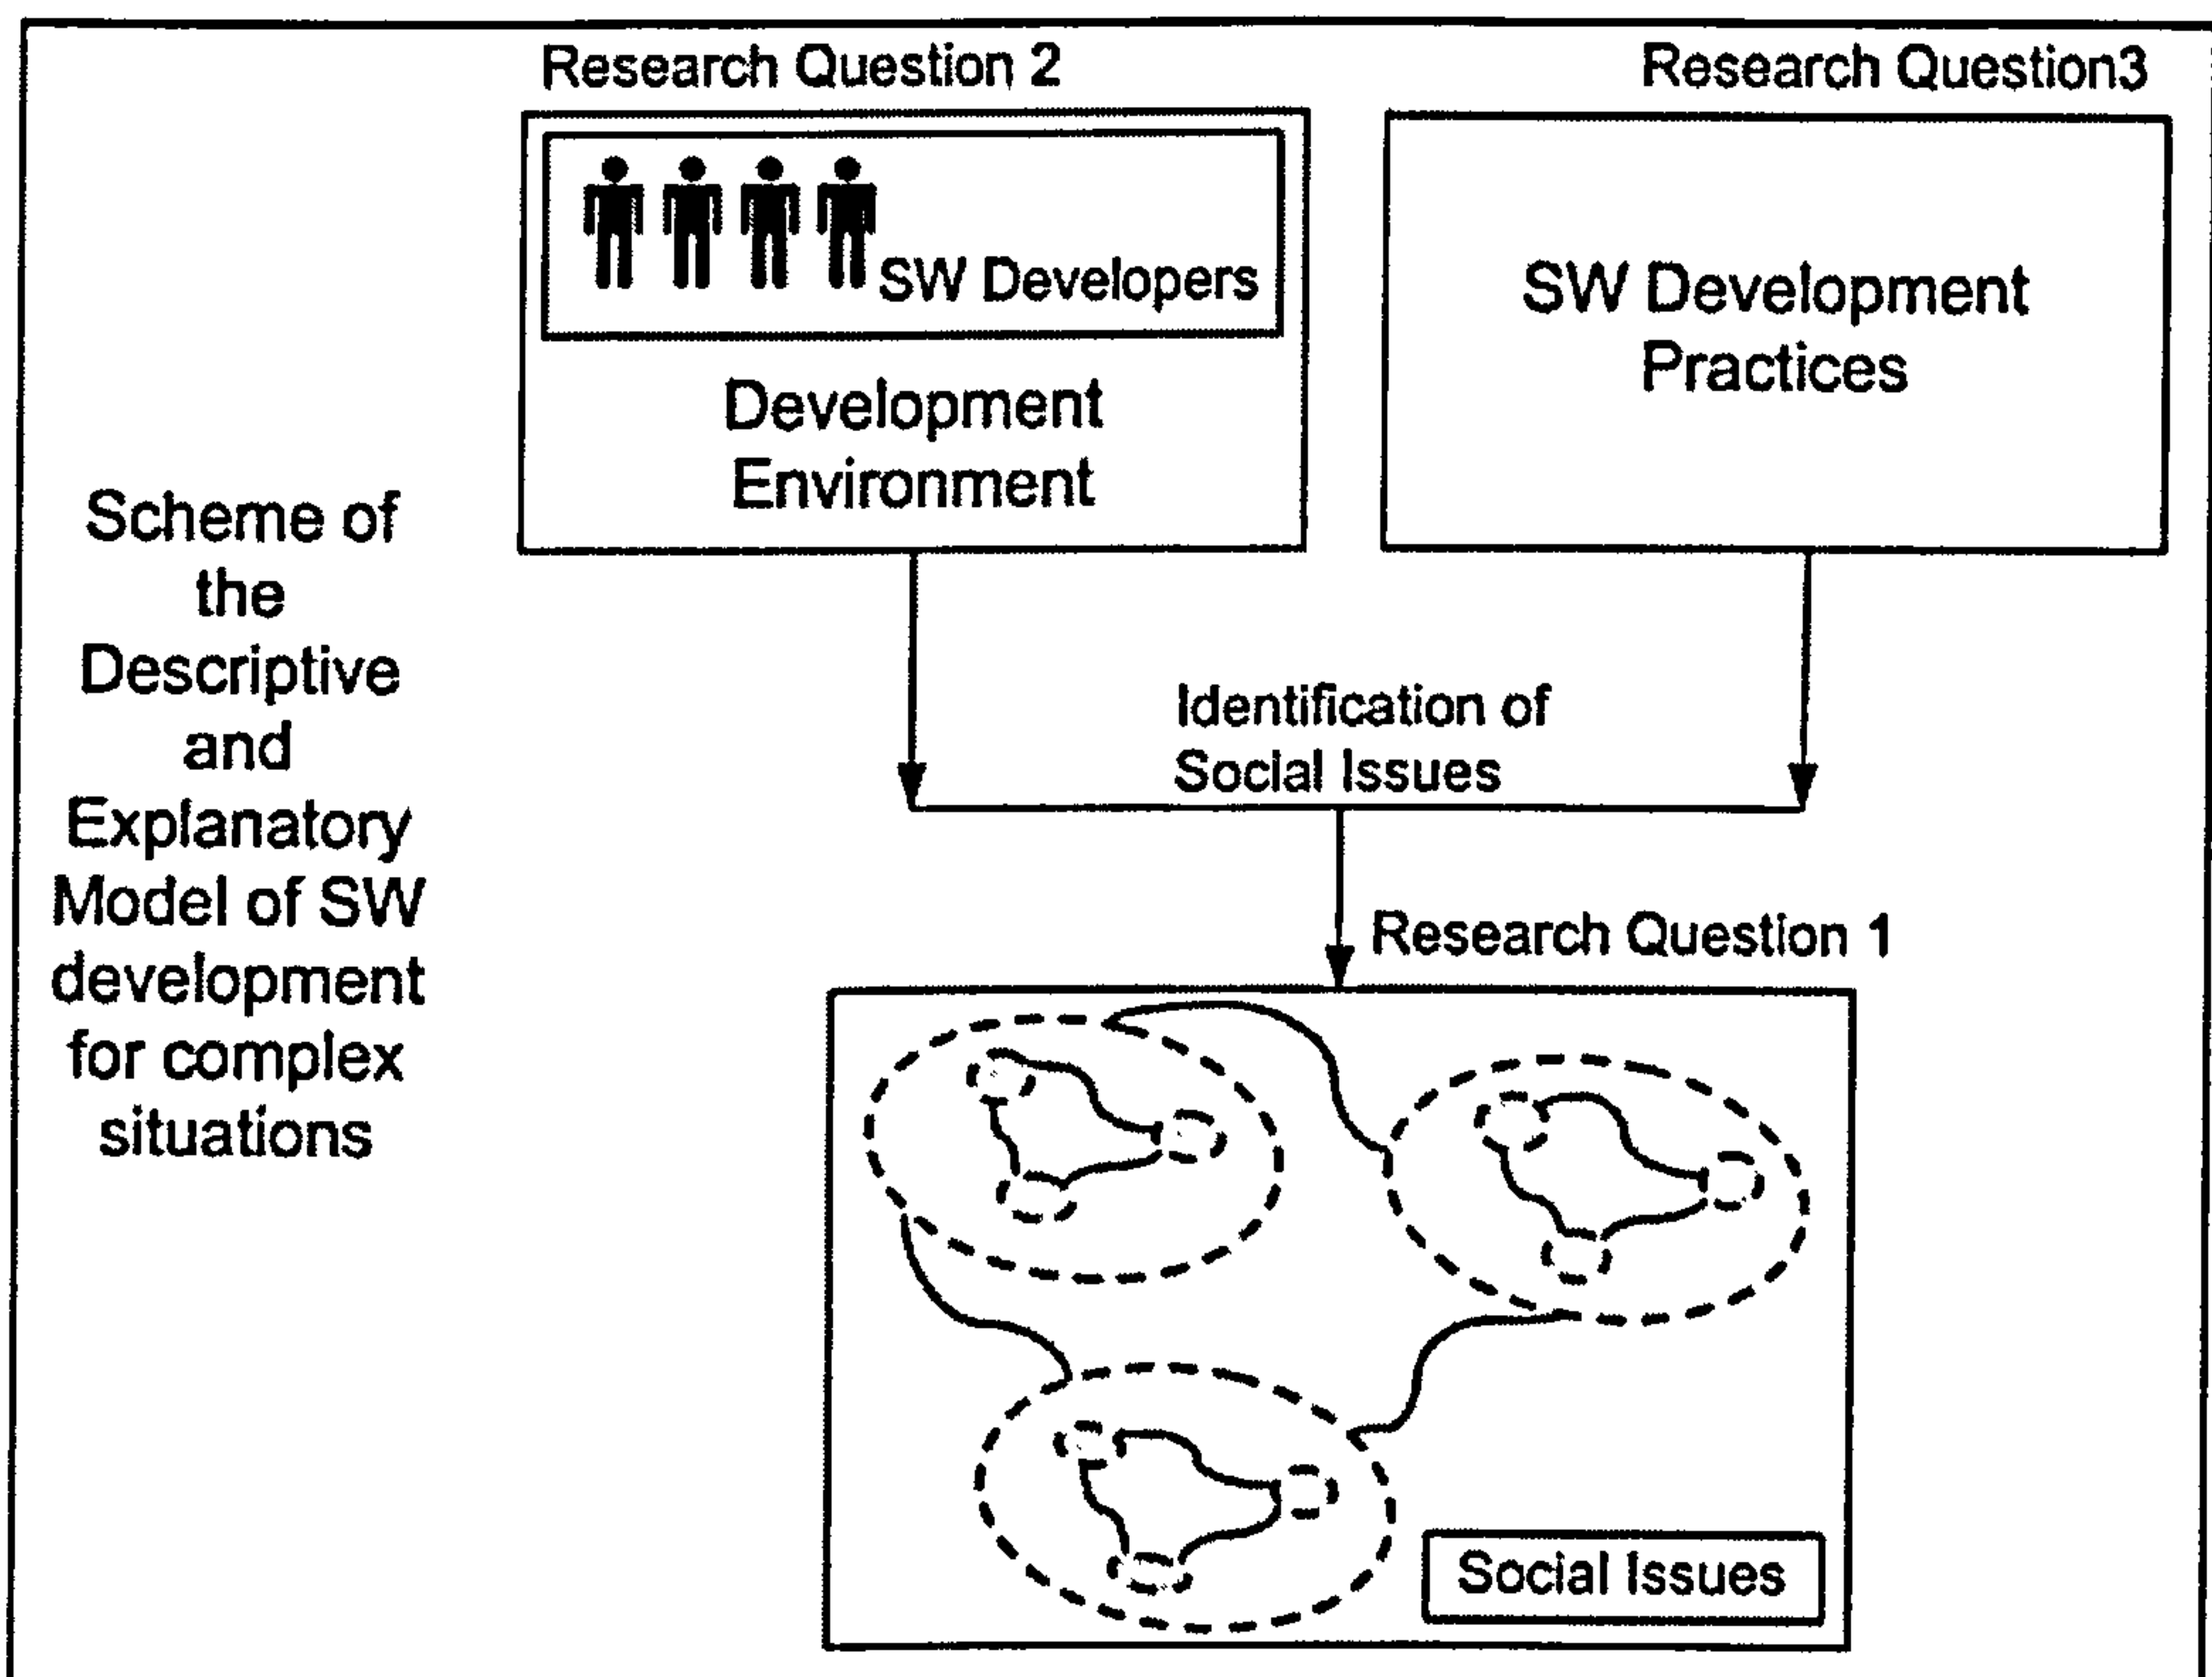 Research Question 2
Research Question3
SW Developers
Development
Environment
SW Development
Practices
Scheme of
the
Descriptive
and
Explanatory
Model of SW
development
for complex
situations
Identification of
Social Issues
Research Question 1
Social Issues